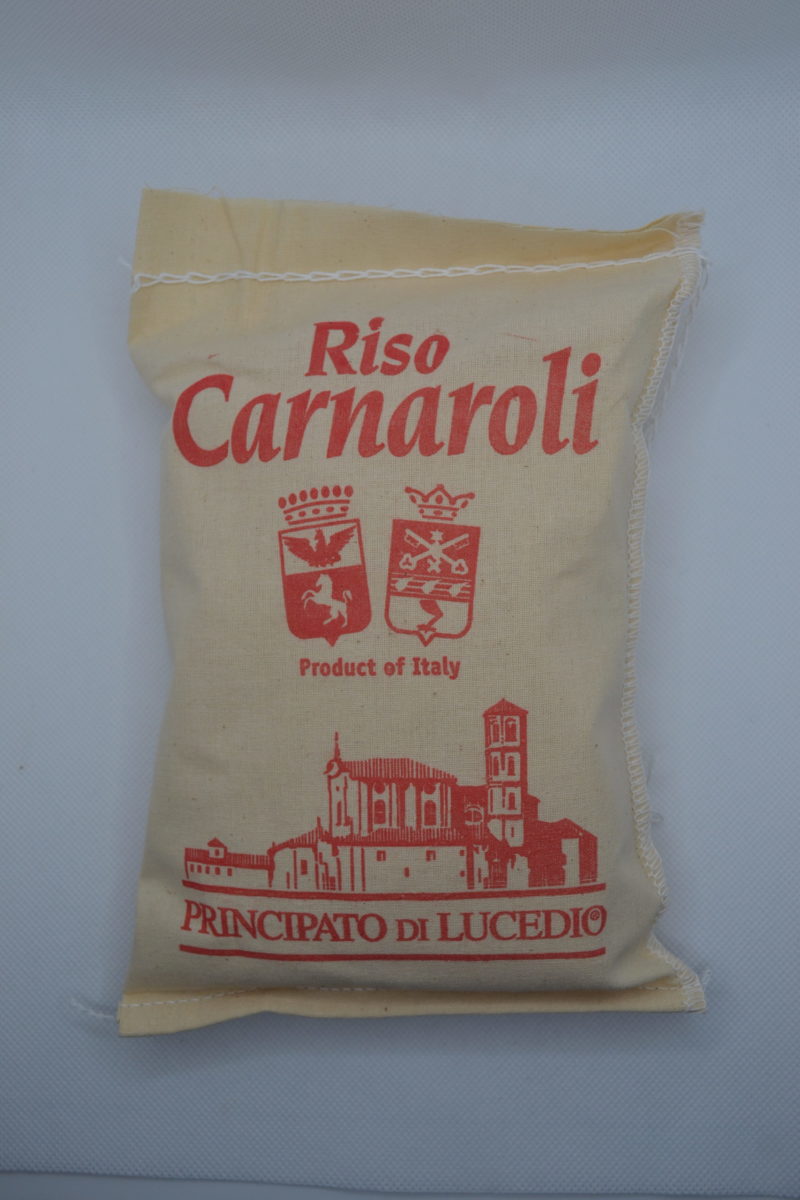 Riso
Carnaroli
Product of Italy
PRINCIPATO DI LUCEDIO®